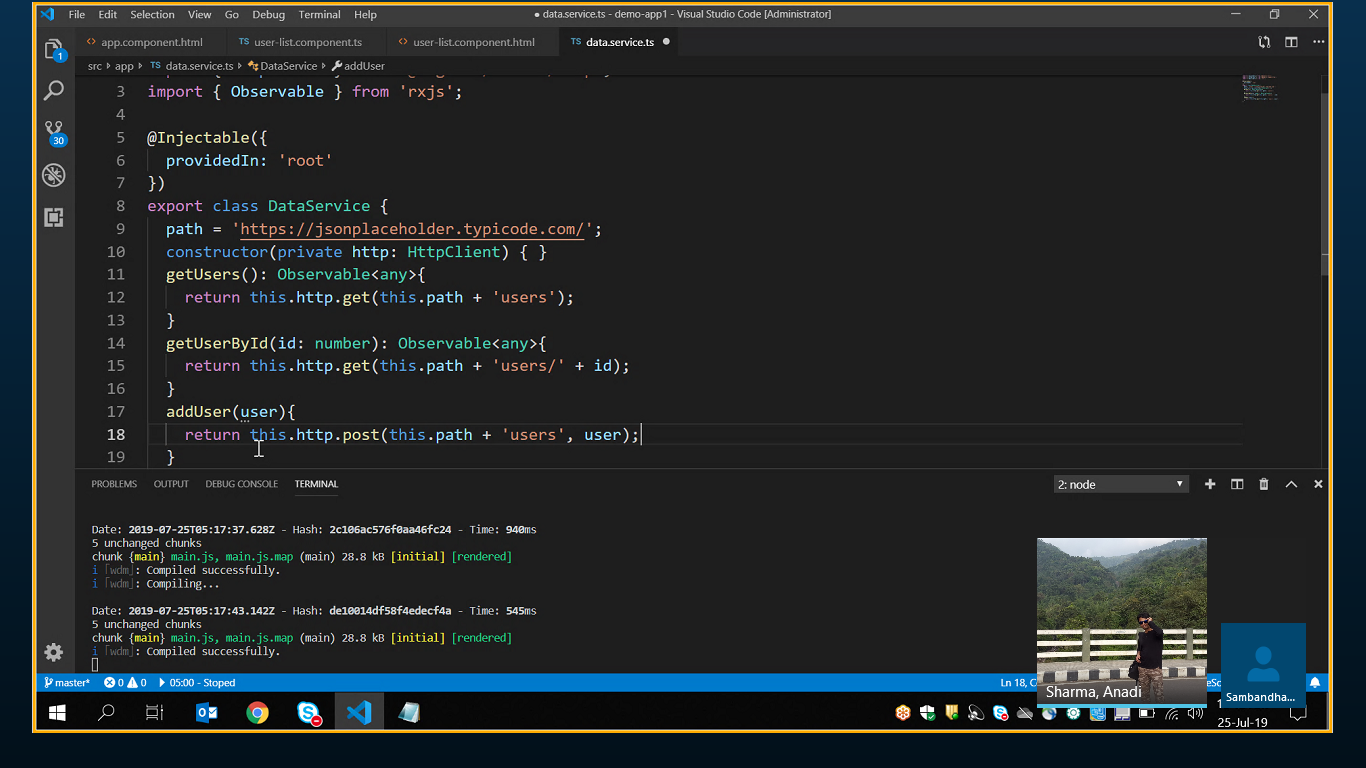 File Edit Selection View Go Debug Terminal Help ● data.service.ts - demo-app1 - Visual Studio Code [Administrator]
<> app.component.html TS user-list.component.ts <> user-list.component.html TS data.service.ts ●
src > app > TS data.service.ts > DataService > addUser
3 import { Observable } from 'rxjs';
4
5 @Injectable({
6 providedIn: 'root'
7 })
8 export class DataService {
9 path = 'https://jsonplaceholder.typicode.com/';
10 constructor(private http: HttpClient) { }
11 getUsers(): Observable<any>{
12 return this.http.get(this.path + 'users');
13 }
14 getUserById(id: number): Observable<any>{
15 return this.http.get(this.path + 'users/' + id);
16 }
17 addUser(user){
18 return this.http.post(this.path + 'users', user);
19 }
1
30
PROBLEMS OUTPUT DEBUG CONSOLE TERMINAL 2: node
Date: 2019-07-25T05:17:37.628Z - Hash: 2c106ac576f0aa46fc24 - Time: 940ms
5 unchanged chunks
chunk {main} main.js, main.js.map (main) 28.8 kB [initial] [rendered]
i ｢wdm｣: Compiled successfully.
i ｢wdm｣: Compiling...
Date: 2019-07-25T05:17:43.142Z - Hash: de10014df58f4edecf4a - Time: 545ms
5 unchanged chunks
chunk {main} main.js, main.js.map (main) 28.8 kB [initial] [rendered]
i ｢wdm｣: Compiled successfully.
master* 0 0 05:00 - Stoped Ln 18,
Sharma, Anadi
Sambandha...
25-Jul-19